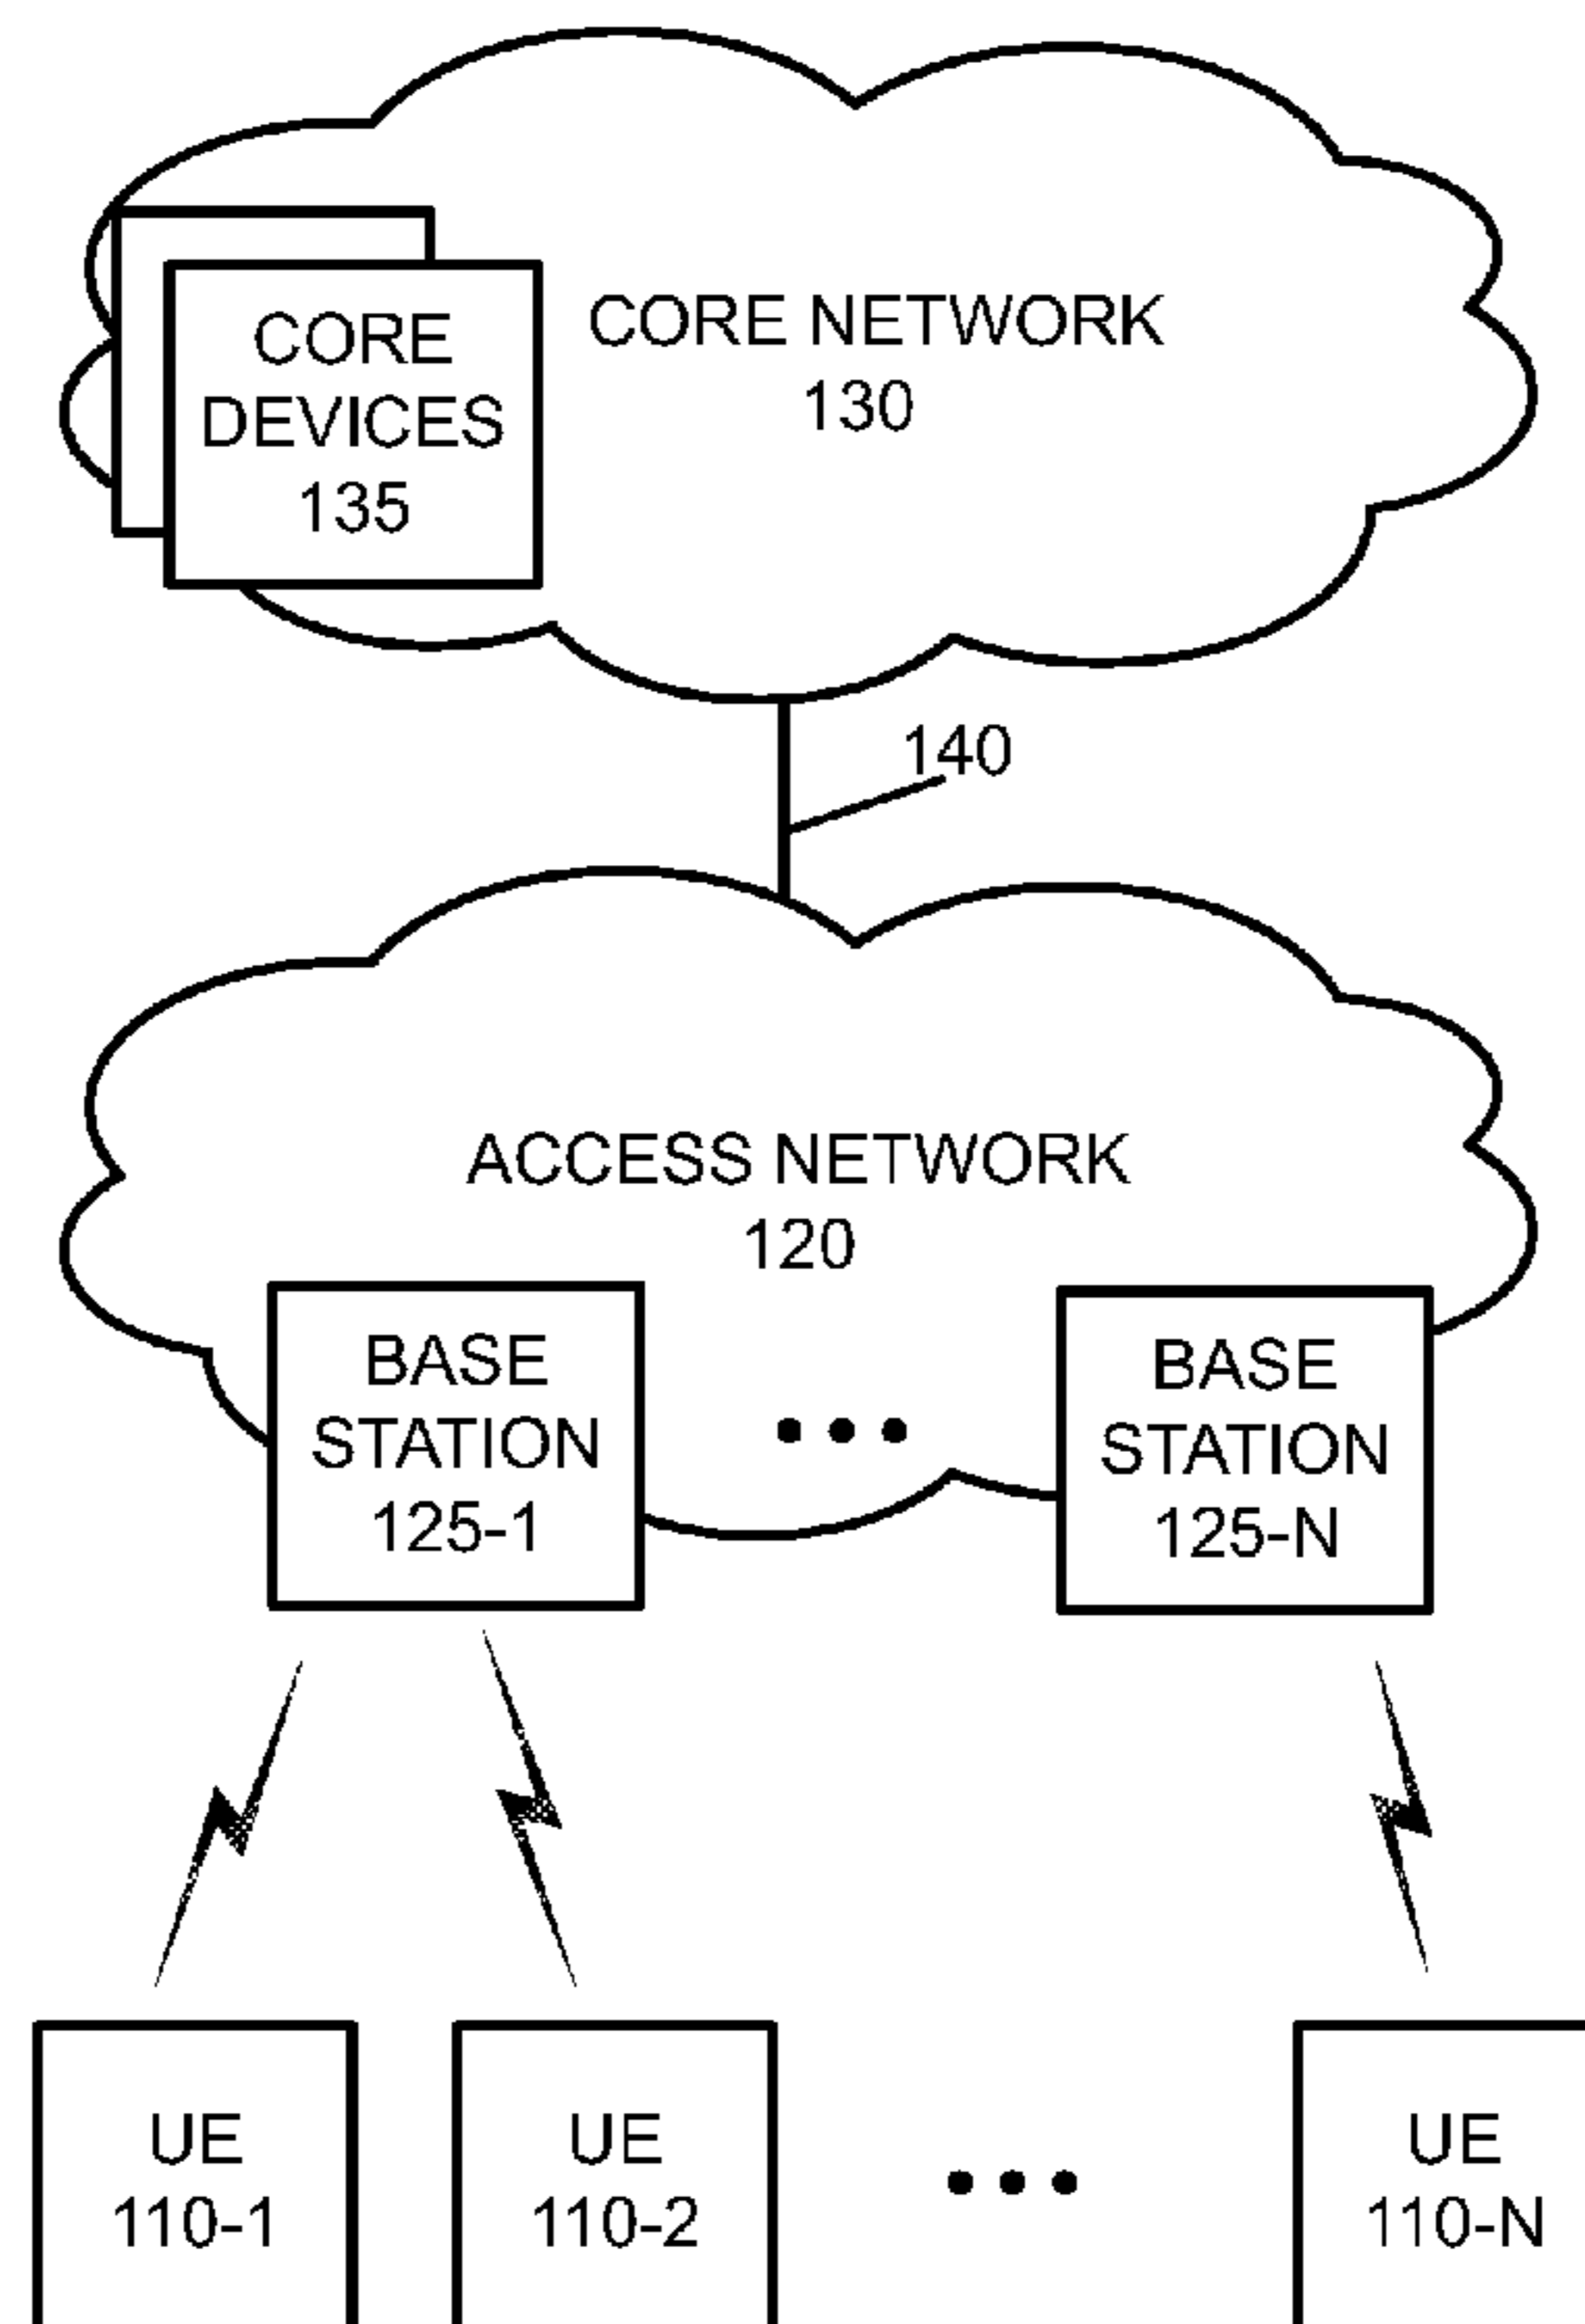 CORE NETWORK
130
CORE
DEVICES
135
140
ACCESS NETWORK
120
BASE
STATION
125-1
BASE
STATION
125-N
UE
110-1
UE
110-2
UE
110-N